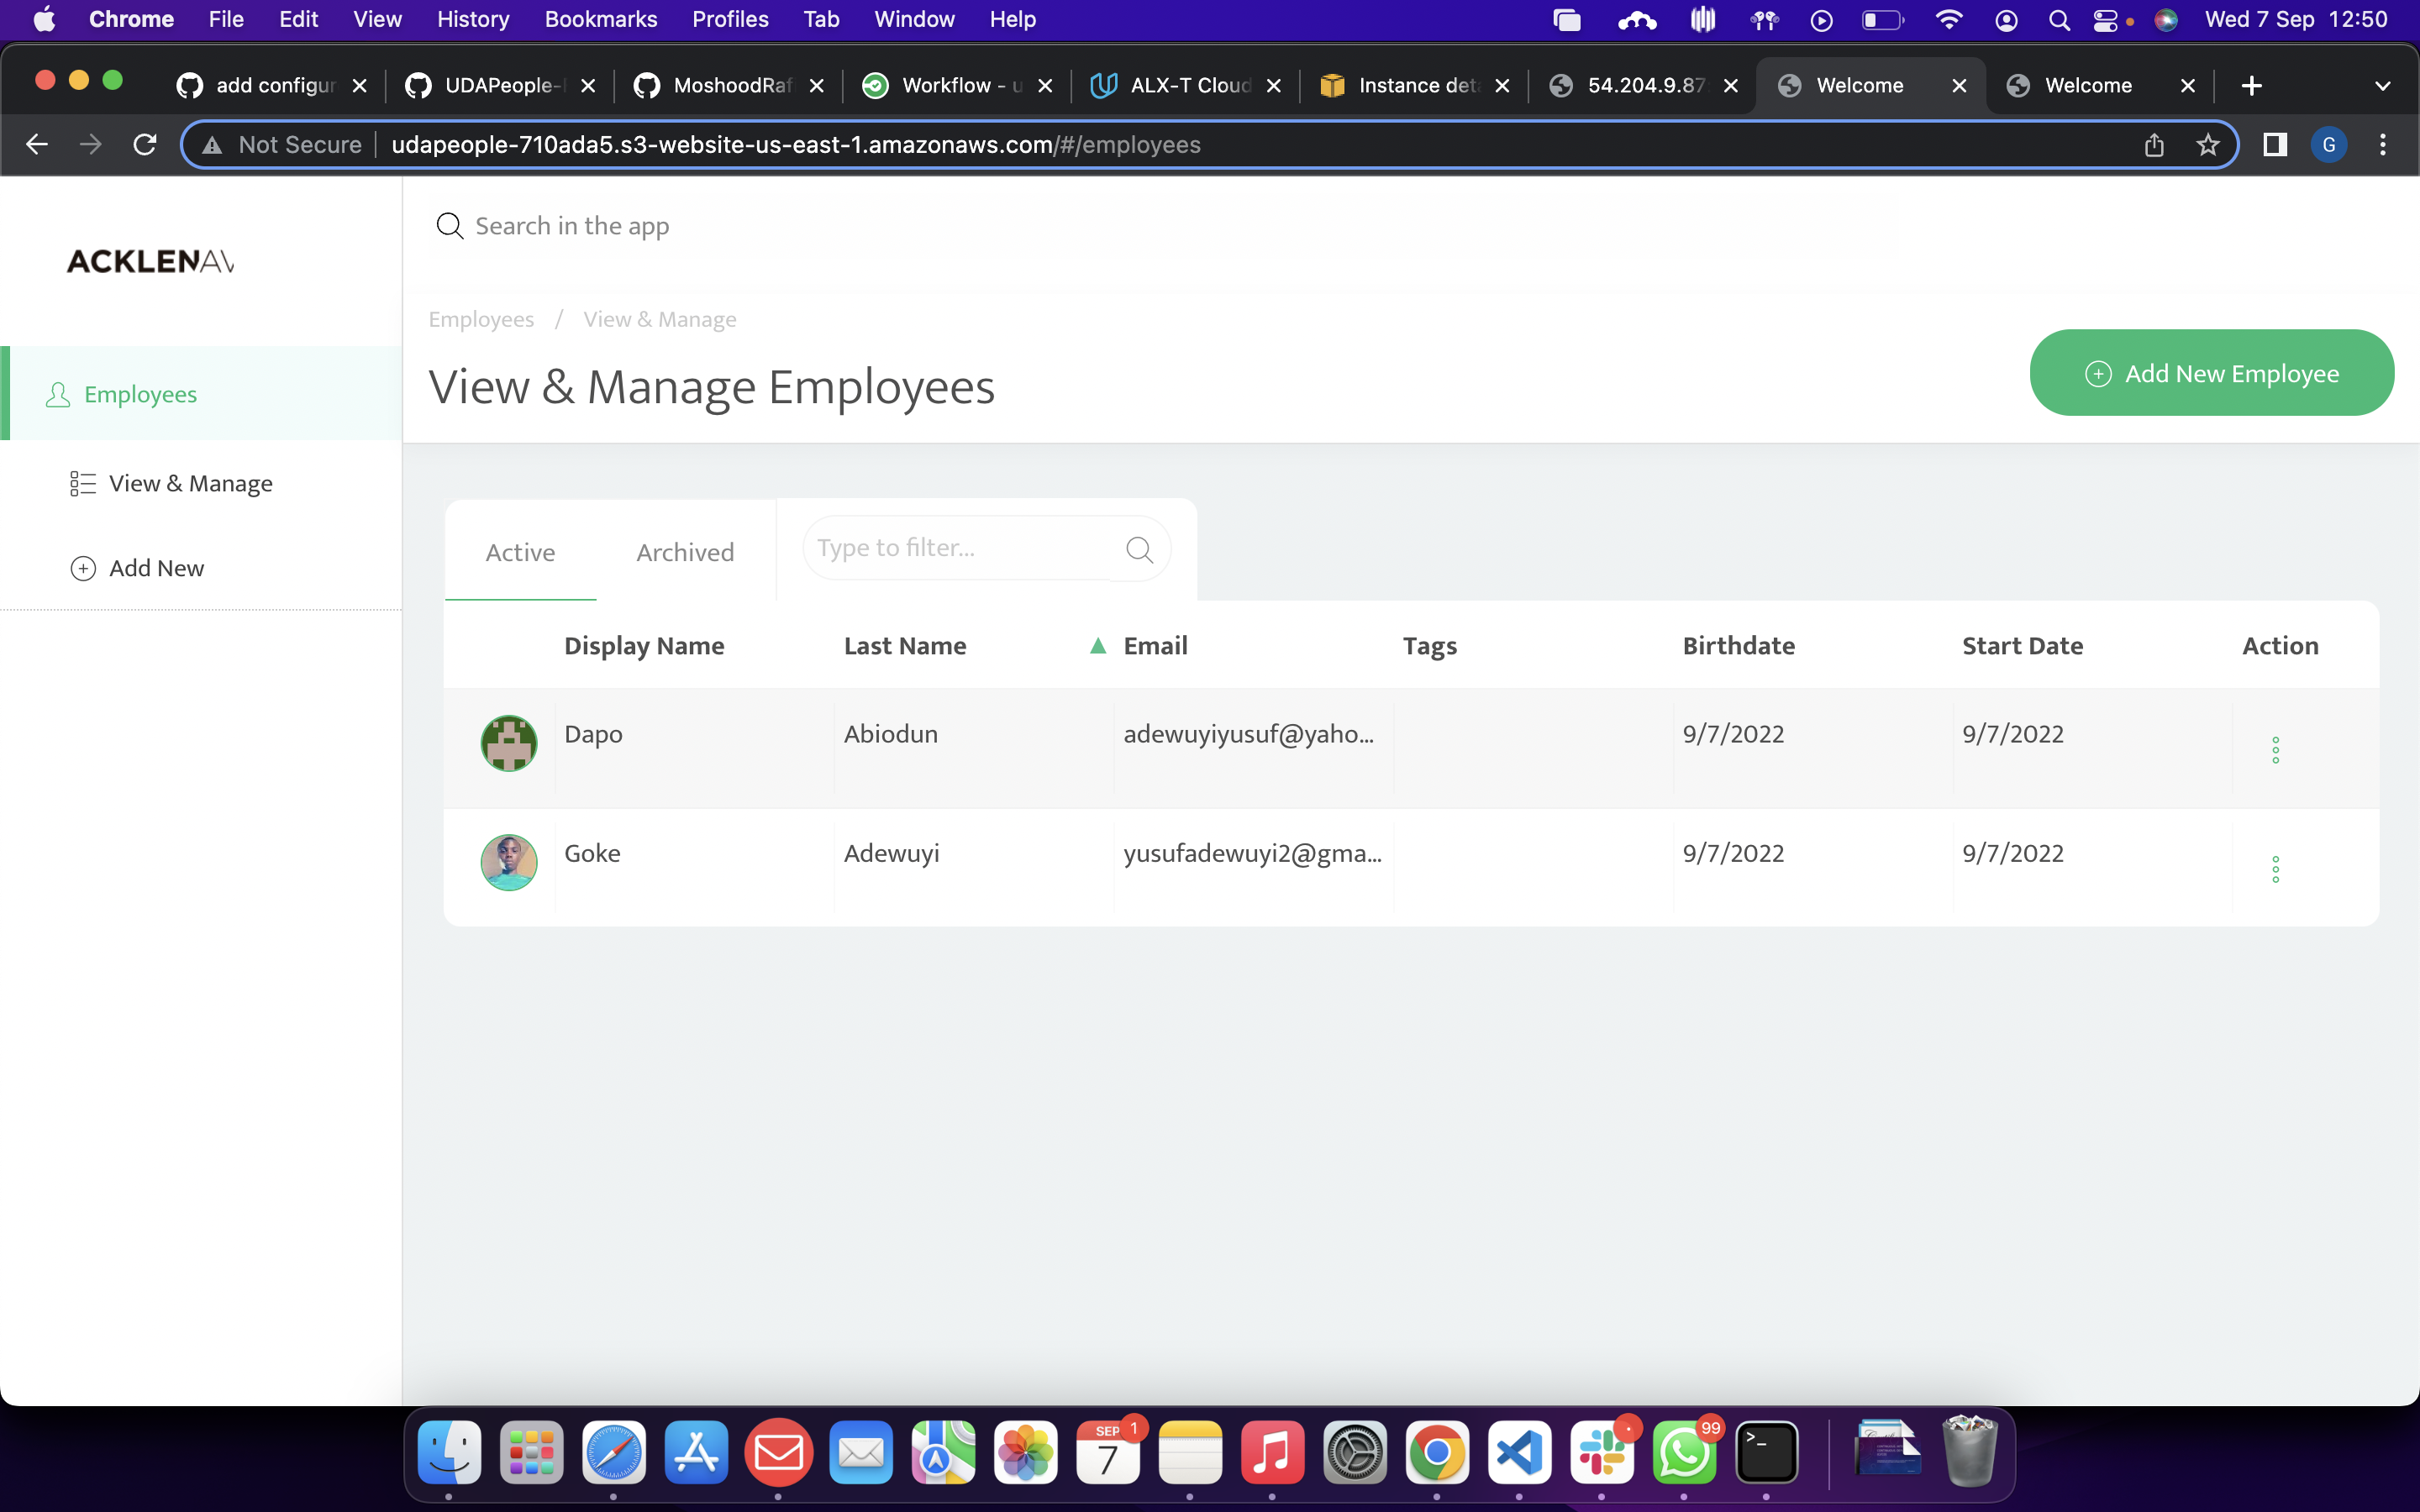 Chrome File Edit View History Bookmarks Profiles Tab Window Help Wed 7 Sep 12:50
add configur UDAPeople- MoshoodRaf Workflow - u ALX-T Cloud Instance det 54.204.9.87 Welcome Welcome
Not Secure udapeople-710ada5.s3-website-us-east-1.amazonaws.com/#/employees G
Search in the app
ACKLENAV
Employees / View & Manage
View & Manage Employees
Add New Employee
Employees
View & Manage
Add New
Active Archived Type to filter...
Display Name Last Name Email Tags Birthdate Start Date Action
Dapo Abiodun adewuyiyusuf@yaho... 9/7/2022 9/7/2022
Goke Adewuyi yusufadewuyi2@gma... 9/7/2022 9/7/2022
SEP 1 99
7 >_